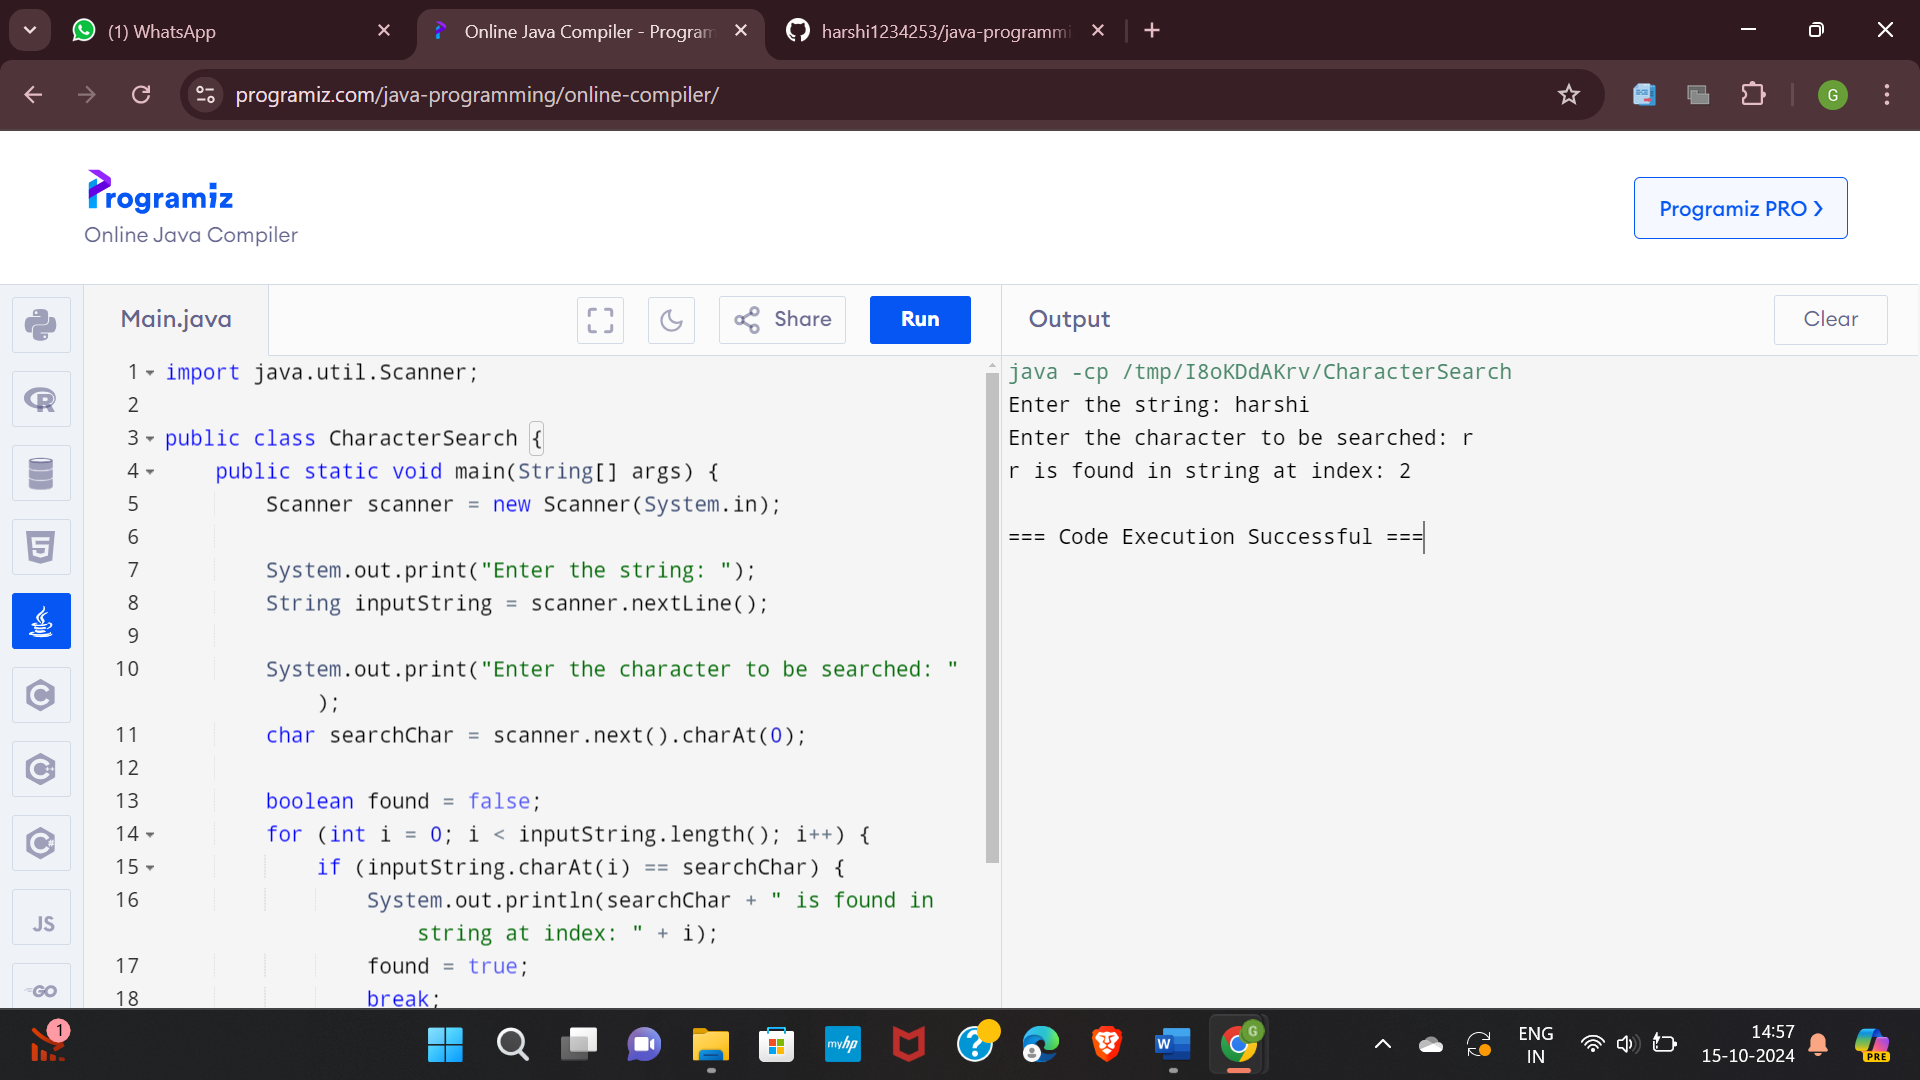 (1) WhatsApp
Online Java Compiler - Program
harshi1234253/java-programmi
programiz.com/java-programming/online-compiler/
G
Programiz
Online Java Compiler
Programiz PRO
Main.java
Share
Run
Output
Clear
1 import java.util.Scanner;
2
3 public class CharacterSearch {
4 public static void main(String[] args) {
5 Scanner scanner = new Scanner(System.in);
6
7 System.out.print("Enter the string: ");
8 String inputString = scanner.nextLine();
9
10 System.out.print("Enter the character to be searched: "
);
11 char searchChar = scanner.next().charAt(0);
12
13 boolean found = false;
14 for (int i = 0; i < inputString.length(); i++) {
15 if (inputString.charAt(i) == searchChar) {
16 System.out.println(searchChar + " is found in
string at index: " + i);
17 found = true;
18 break;
java -cp /tmp/I8oKDdAKrv/CharacterSearch
Enter the string: harshi
Enter the character to be searched: r
r is found in string at index: 2
=== Code Execution Successful ===
R
5
C
C++
C#
JS
GO
1
myhp
?
W
G
ENG
IN
14:57
15-10-2024
PRE